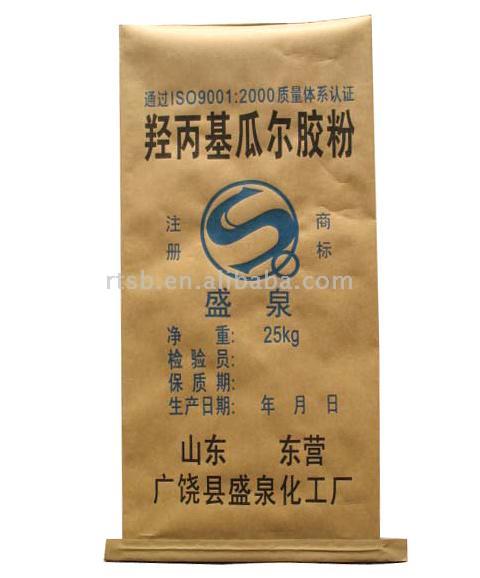 通过ISO9001:2000质量体系认证
羟丙基瓜尔胶粉
注册 商标
rtsb.en.alibaba.com
盛泉
净 重: 25kg
检验员:
保质期:
生产日期: 年 月 日
山东 东营
广饶县盛泉化工厂